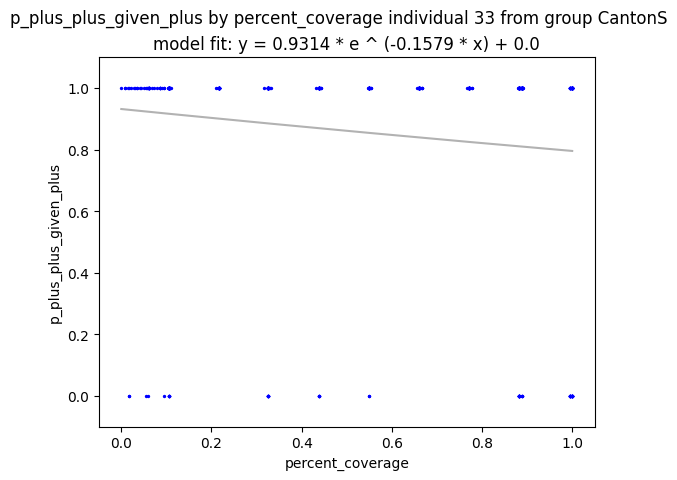 p_plus_plus_given_plus by percent_coverage individual 33 from group CantonS
model fit: y = 0.9314 * e ^ (-0.1579 * x) + 0.0
1.0
0.8
0.6
0.4
0.2
0.0
p_plus_plus_given_plus
0.0 0.2 0.4 0.6 0.8 1.0
percent_coverage